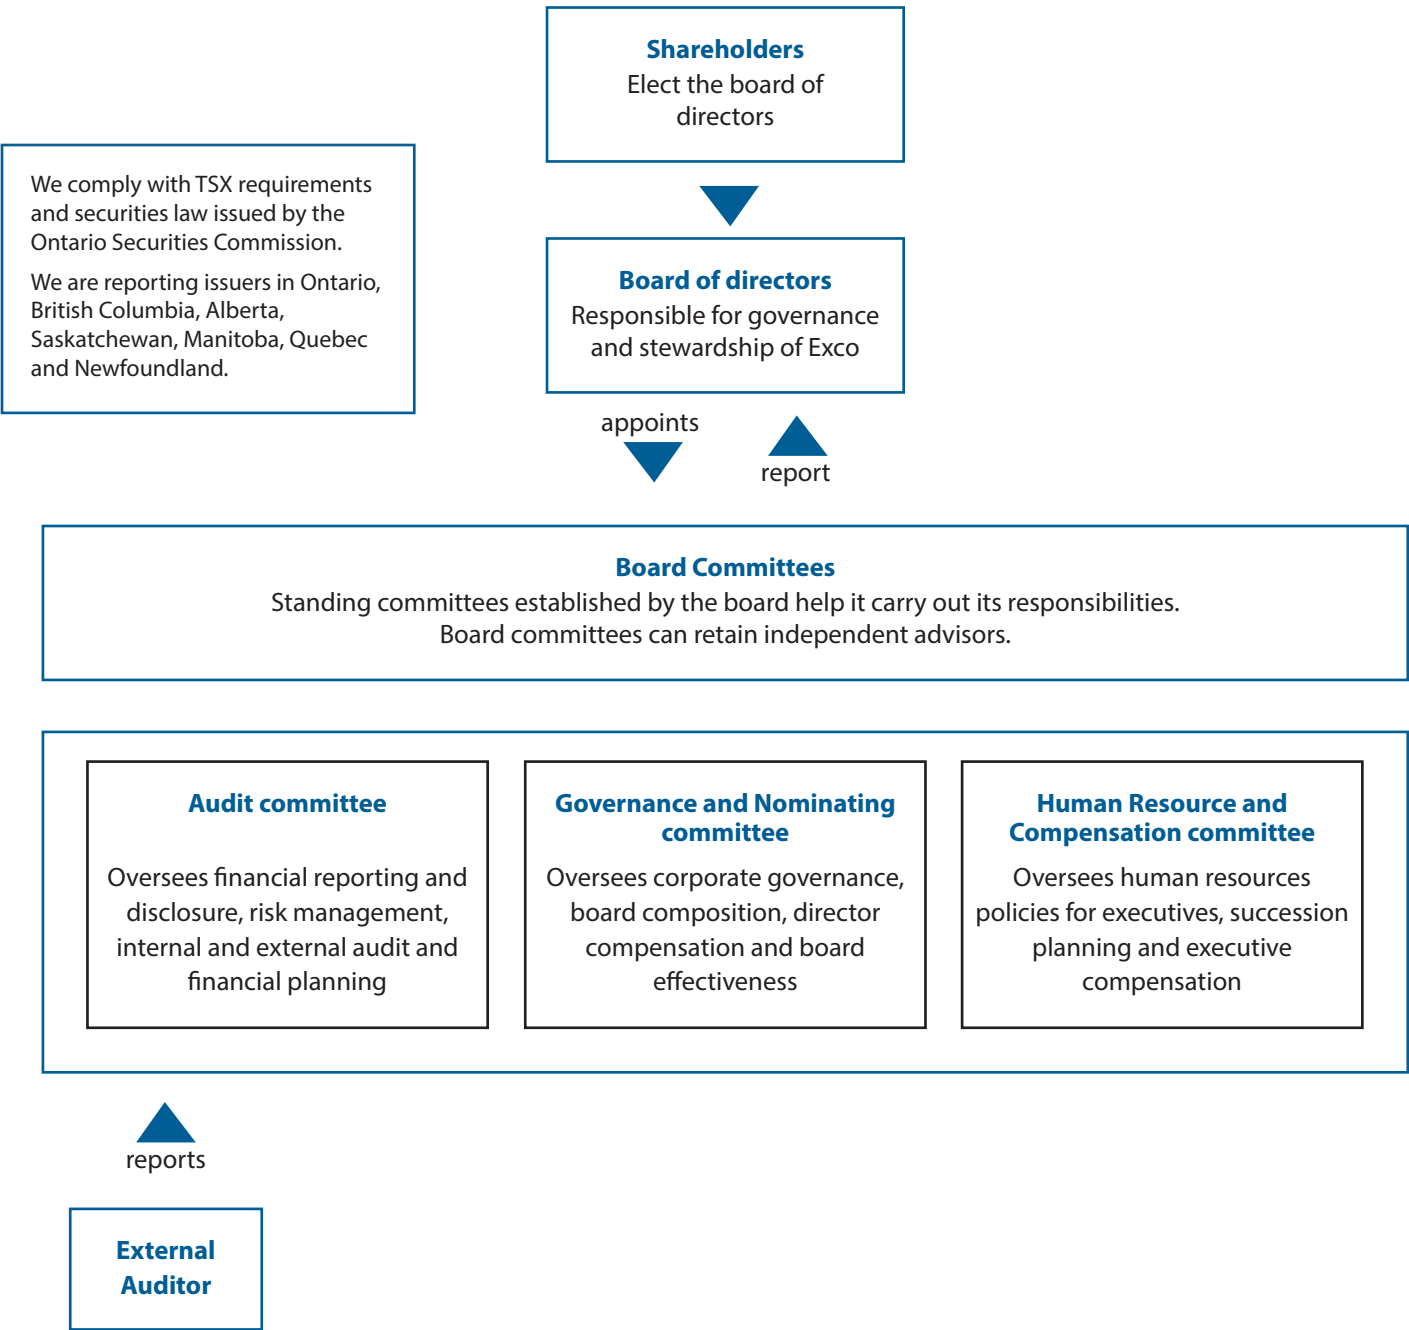 Shareholders
Elect the board of
directors
We comply with TSX requirements
and securities law issued by the
Ontario Securities Commission.
We are reporting issuers in Ontario,
British Columbia, Alberta,
Saskatchewan, Manitoba, Quebec
and Newfoundland.
Board of directors
Responsible for governance
and stewardship of Exco
appoints
report
Board Committees
Standing committees established by the board help it carry out its responsibilities.
Board committees can retain independent advisors.
Audit committee
Oversees financial reporting and
disclosure, risk management,
internal and external audit and
financial planning
Governance and Nominating
committee
Oversees corporate governance,
board composition, director
compensation and board
effectiveness
Human Resource and
Compensation committee
Oversees human resources
policies for executives, succession
planning and executive
compensation
reports
External
Auditor